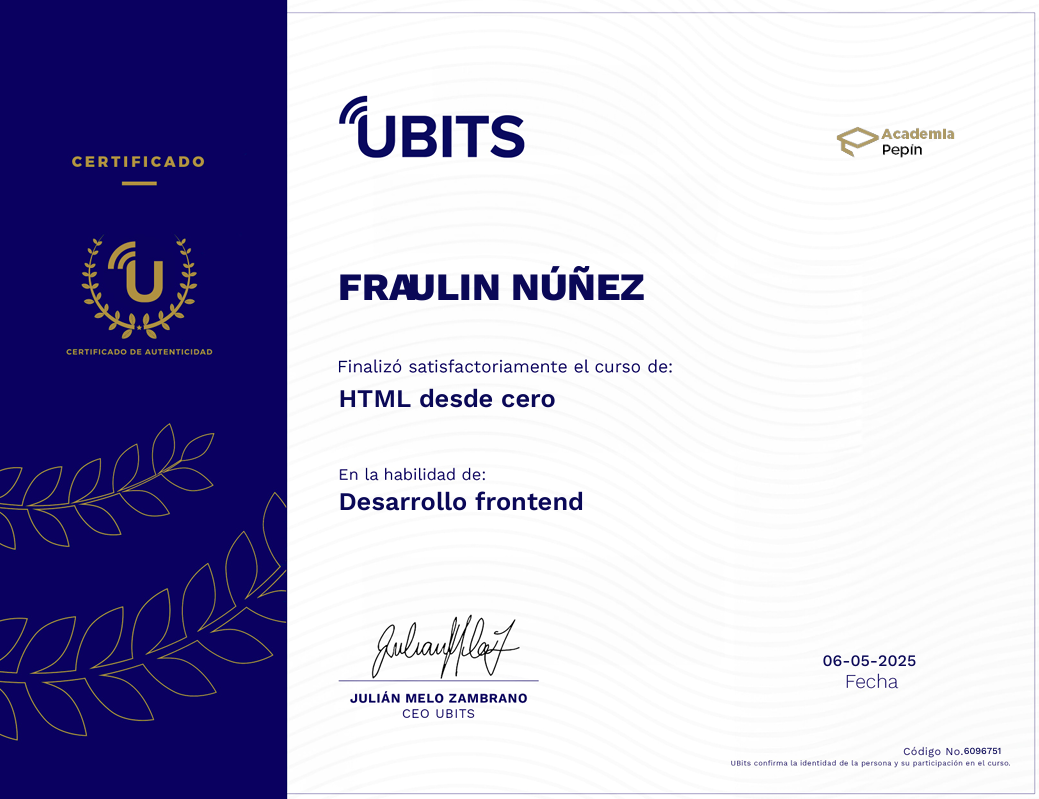 CERTIFICADO
U
CERTIFICADO DE AUTENTICIDAD
UBITS
Academia
Pepín
FRAULIN NÚÑEZ
Finalizó satisfactoriamente el curso de:
HTML desde cero
En la habilidad de:
Desarrollo frontend
JULIÁN MELO ZAMBRANO
CEO UBITS
06-05-2025
Fecha
Código No.6096751
UBits confirma la identidad de la persona y su participación en el curso.